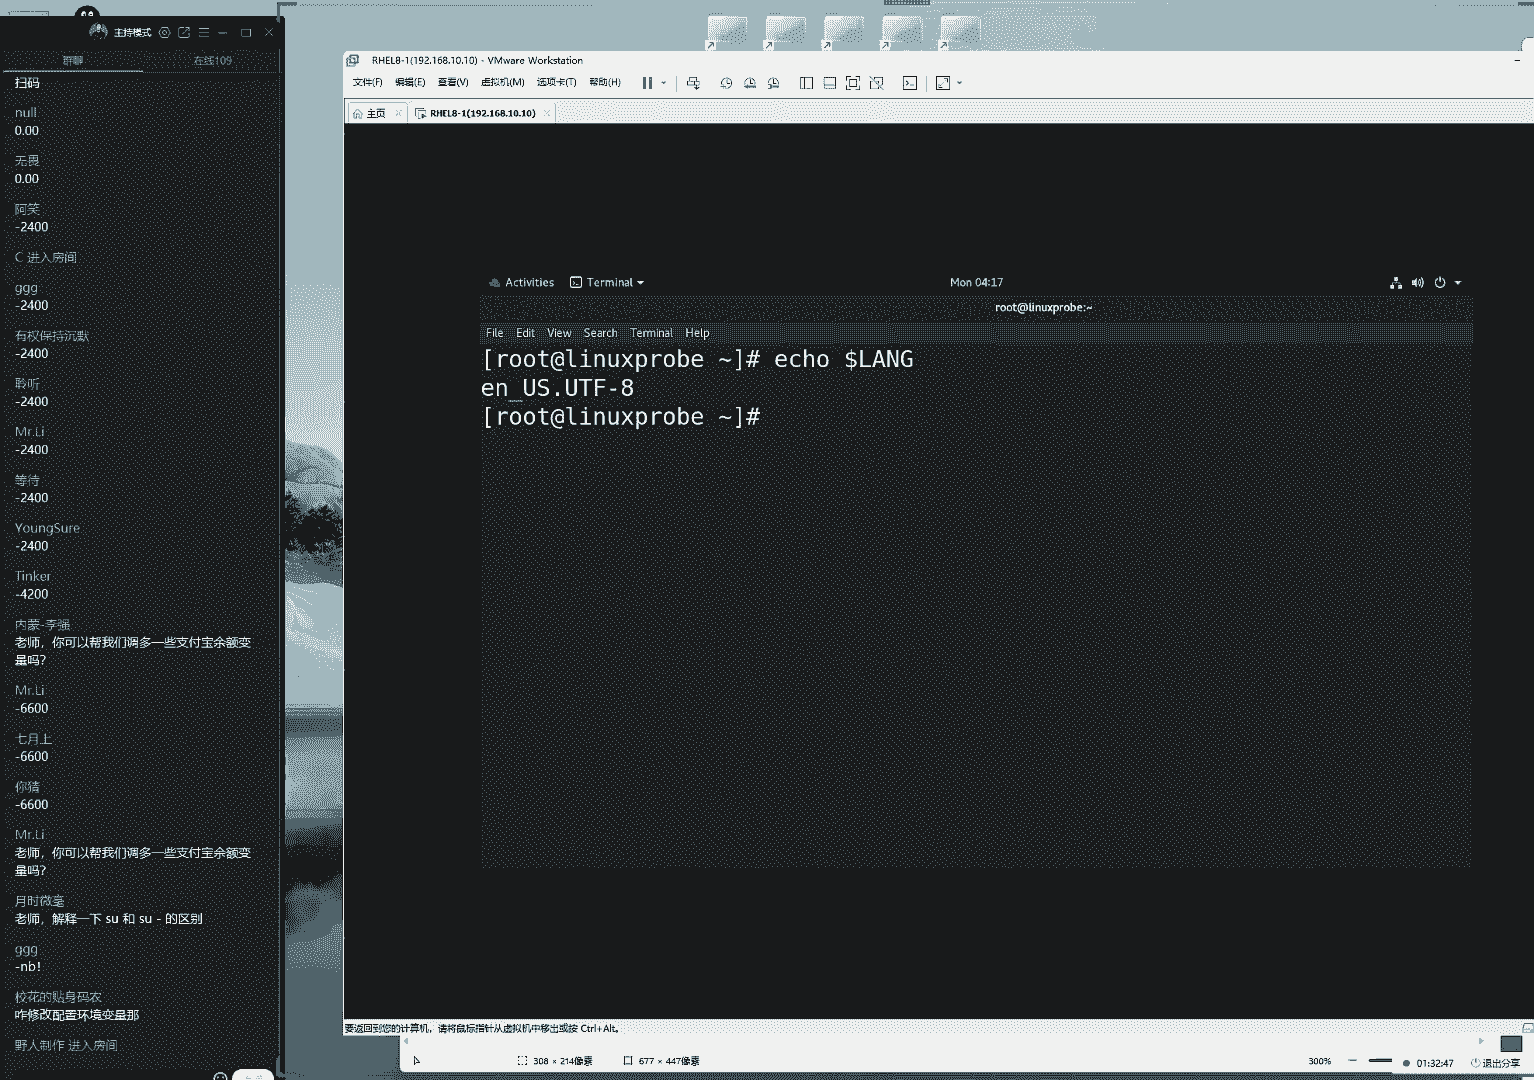 主持模式
群聊
在线109
扫码
null
0.00
无畏
0.00
阿笑
-2400
C 进入房间
ggg
-2400
有权保持沉默
-2400
聆听
-2400
Mr.Li
-2400
等待
-2400
YoungSure
-2400
Tinker
-4200
内蒙-李强
老师，你可以帮我们调多一些支付宝余额变
量吗？
Mr.Li
-6600
七月上
-6600
你猜
-6600
Mr.Li
老师，你可以帮我们调多一些支付宝余额变
量吗？
月时微毫
老师，解释一下 su 和 su - 的区别
ggg
-nb!
校花的贴身码农
咋修改配置环境变量那
野人制作 进入房间
RHEL8-1(192.168.10.10) - VMware Workstation
文件(F) 编辑(E) 查看(V) 虚拟机(M) 选项卡(T) 帮助(H)
主页 RHEL8-1(192.168.10.10)
Activities Terminal Mon 04:17
root@linuxprobe:~
File Edit View Search Terminal Help
[root@linuxprobe ~]# echo $LANG
en_US.UTF-8
[root@linuxprobe ~]#
要返回到您的计算机，请将鼠标指针从虚拟机中移出或按 Ctrl+Alt。
308 × 214像素 677 × 447像素 300% 01:32:47 退出分享